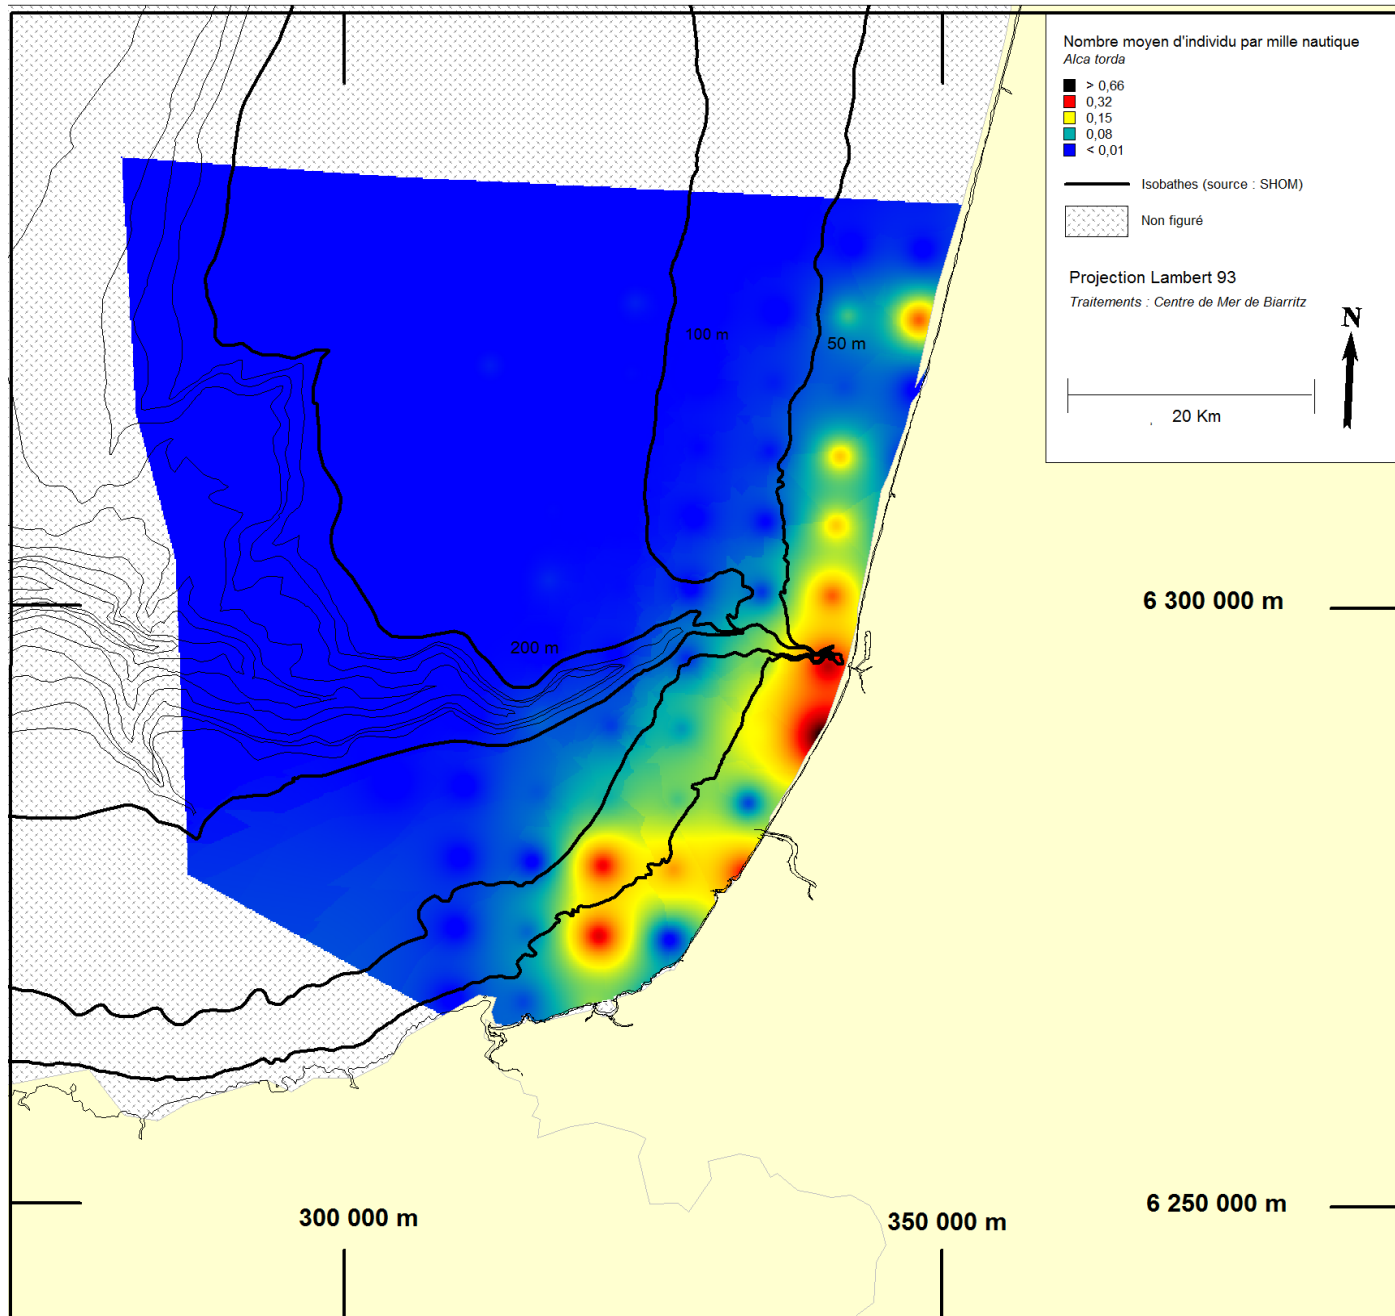 Nombre moyen d'individu par mille nautique
Alca torda
> 0,66
0,32
0,15
0,08
< 0,01
Isobathes (source : SHOM)
Non figuré
Projection Lambert 93
Traitements : Centre de Mer de Biarritz
N
20 Km
100 m
50 m
200 m
6 300 000 m
6 250 000 m
300 000 m
350 000 m